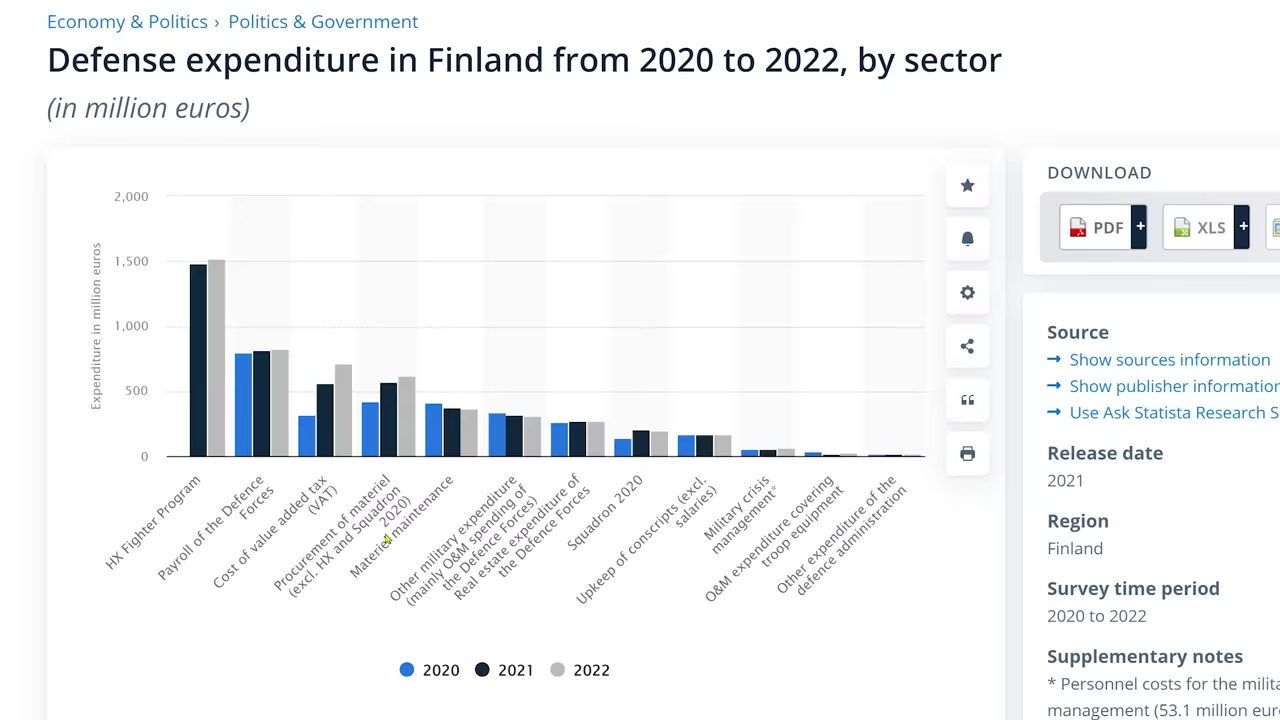 Economy & Politics › Politics & Government
Defense expenditure in Finland from 2020 to 2022, by sector
(in million euros)
2,000
1,500
1,000
500
0
Expenditure in million euros
HX Fighter Program
Payroll of the Defence
Forces
Cost of value added tax
(VAT)
Procurement of materiel
(excl. HX and Squadron
2020)
Materiel maintenance
Other military expenditure
(mainly O&M spending of
the Defence Forces)
Real estate expenditure of
the Defence Forces
Squadron 2020
Upkeep of conscripts (excl.
salaries)
Military crisis
management*
O&M expenditure covering
troop equipment
Other expenditure of the
defence administration
2020 2021 2022
DOWNLOAD
PDF +
XLS +
Source
→ Show sources information
→ Show publisher information
→ Use Ask Statista Research S
Release date
2021
Region
Finland
Survey time period
2020 to 2022
Supplementary notes
* Personnel costs for the milita
management (53.1 million eur